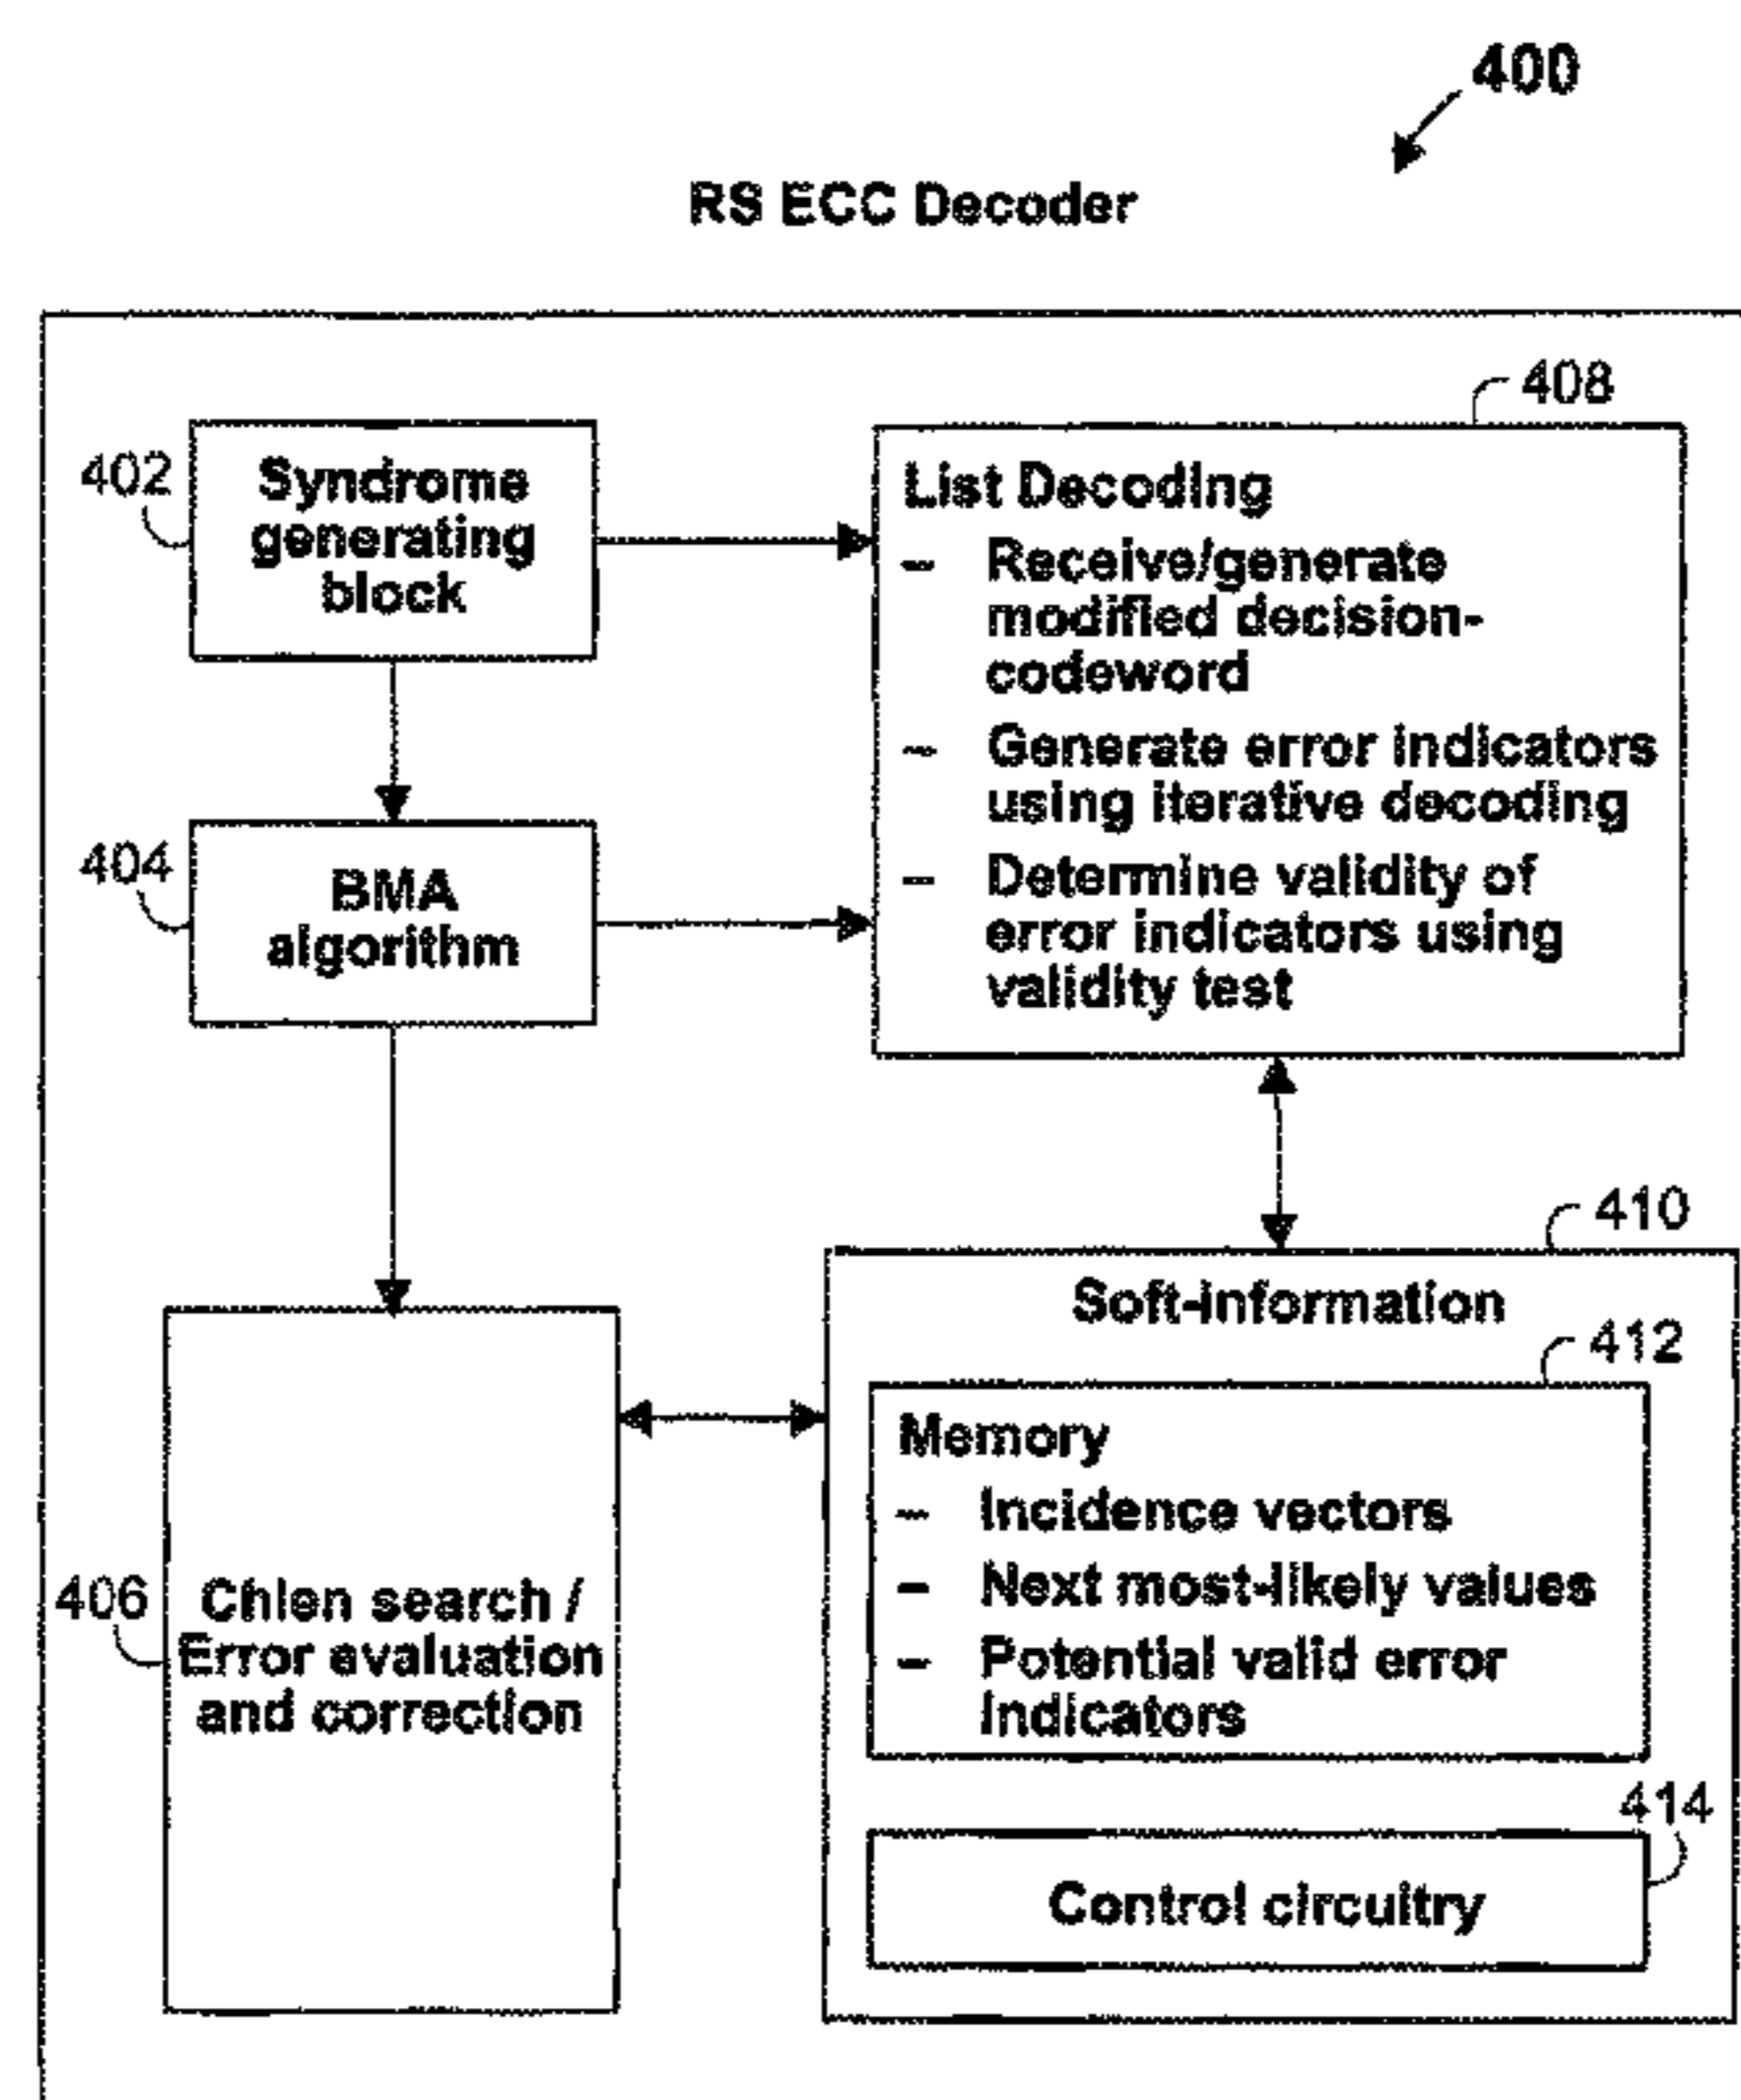 400
RS ECC Decoder
402
Syndrome
generating
block
404
BMA
algorithm
408
List Decoding
- Receive/generate
modified decision-
codeword
- Generate error indicators
using iterative decoding
- Determine validity of
error indicators using
validity test
406
Chien search /
Error evaluation
and correction
410
Soft-information
412
Memory
- Incidence vectors
- Next most-likely values
- Potential valid error
indicators
414
Control circuitry